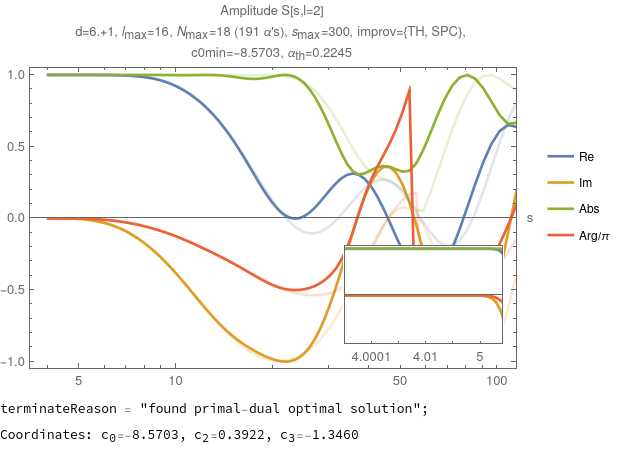 Amplitude S[s,l=2]
d=6.+1, lmax=16, Nmax=18 (191 α's), smax=300, improv={TH, SPC},
c0min=−8.5703, αth=0.2245
1.0
0.5
0.0
−0.5
−1.0
s
Re
Im
Abs
Arg/π
4.0001 4.01 5
5 10 50 100
terminateReason = "found primal-dual optimal solution";
Coordinates: c0=-8.5703, c2=0.3922, c3=-1.3460